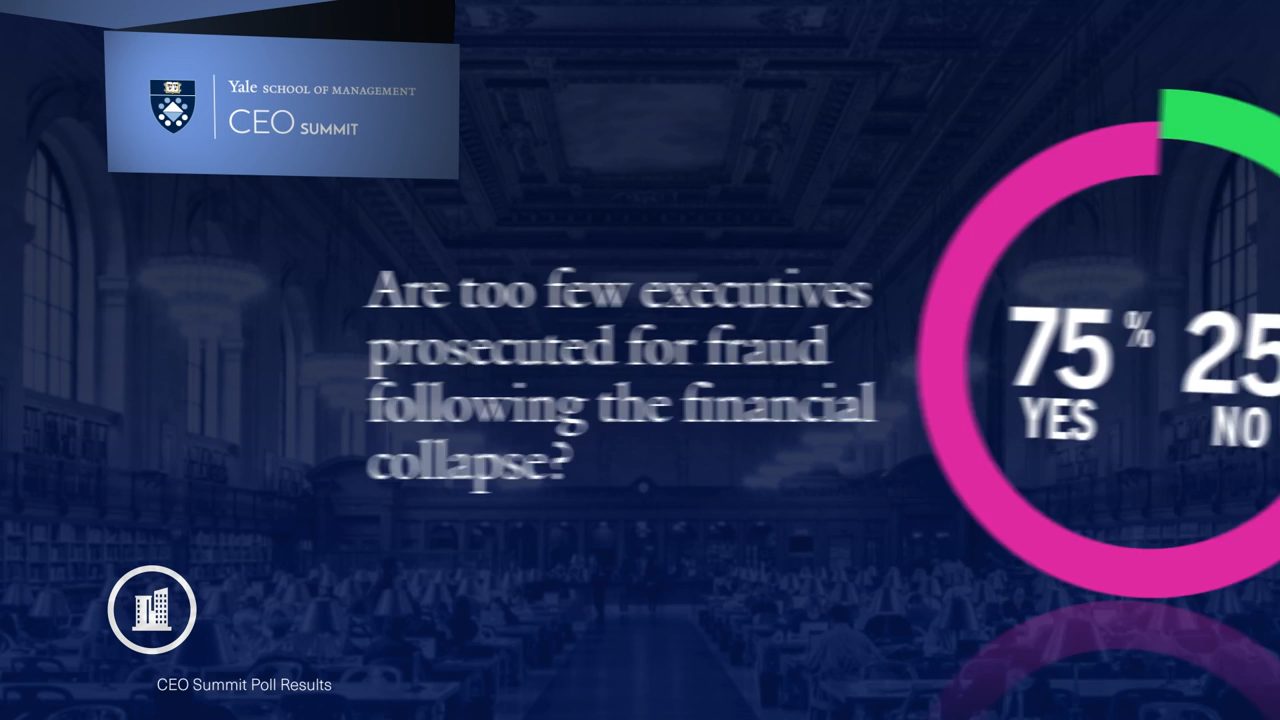 Yale SCHOOL OF MANAGEMENT
CEO SUMMIT
Are too few executives
prosecuted for fraud
following the financial
collapse?
75% 25
YES NO
CEO Summit Poll Results